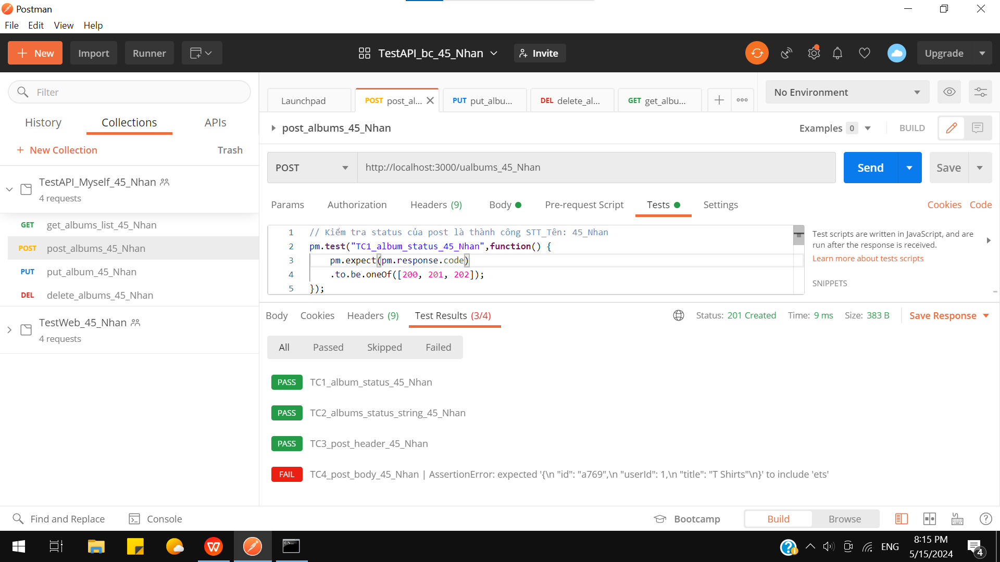 Postman
File Edit View Help
New Import Runner TestAPI_bc_45_Nhan Invite Upgrade
Filter
History Collections APIs
+ New Collection Trash
TestAPI_Myself_45_Nhan
4 requests
GET get_albums_list_45_Nhan
POST post_albums_45_Nhan
PUT put_album_45_Nhan
DEL delete_albums_45_Nhan
TestWeb_45_Nhan
4 requests
Launchpad POST post_al... PUT put_albu... DEL delete_al... GET get_albu... No Environment
post_albums_45_Nhan Examples 0 BUILD
POST http://localhost:3000/ualbums_45_Nhan Send Save
Params Authorization Headers (9) Body Pre-request Script Tests Settings Cookies Code
1 // Kiểm tra status của post là thành công STT_Tên: 45_Nhan
2 pm.test("TC1_album_status_45_Nhan",function() {
3 pm.expect(pm.response.code)
4 .to.be.oneOf([200, 201, 202]);
5 });
Test scripts are written in JavaScript, and are
run after the response is received.
Learn more about tests scripts
SNIPPETS
Body Cookies Headers (9) Test Results (3/4) Status: 201 Created Time: 9 ms Size: 383 B Save Response
All Passed Skipped Failed
PASS TC1_album_status_45_Nhan
PASS TC2_albums_status_string_45_Nhan
PASS TC3_post_header_45_Nhan
FAIL TC4_post_body_45_Nhan | AssertionError: expected '{\n "id": "a769",\n "userId": 1,\n "title": "T Shirts"\n}' to include 'ets'
Find and Replace Console Bootcamp Build Browse
ENG 8:15 PM
5/15/2024 4